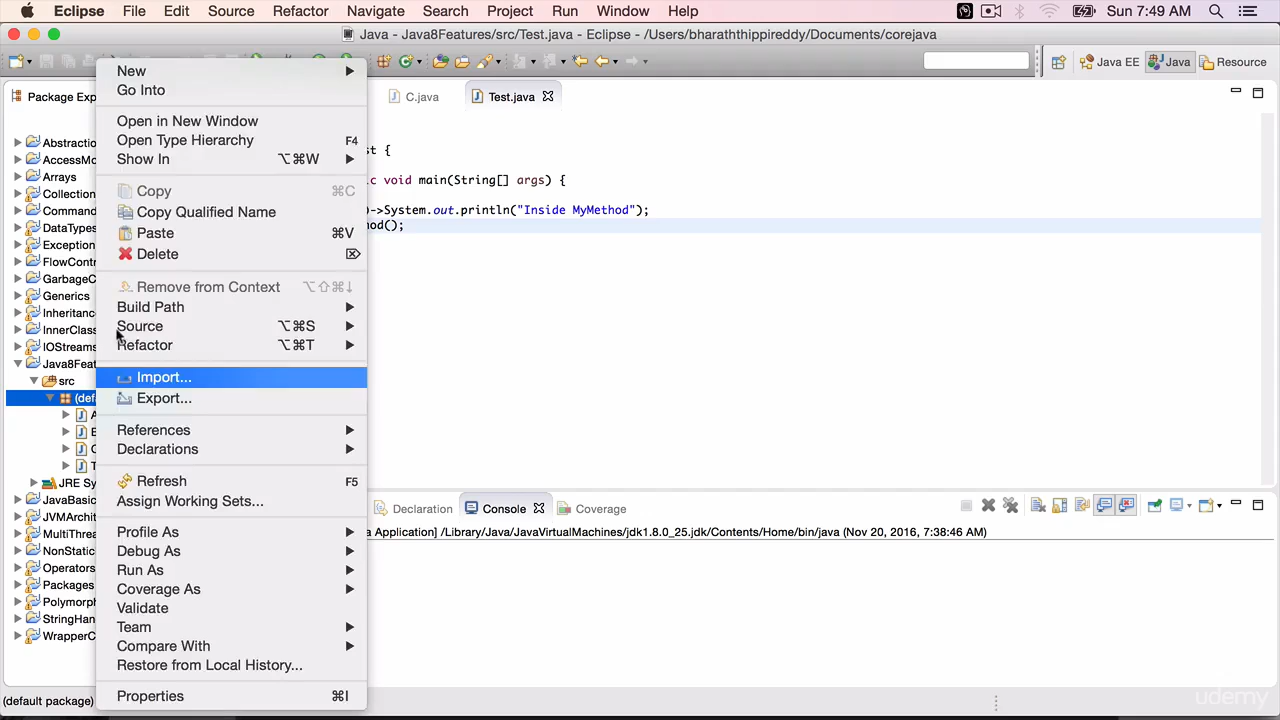 Eclipse File Edit Source Refactor Navigate Search Project Run Window Help Sun 7:49 AM
Java - Java8Features/src/Test.java - Eclipse - /Users/bharaththippireddy/Documents/corejava
Java EE Java Resource
Package Exp
C.java Test.java
Abstraction
AccessMo
Arrays
Collection
Command
DataTypes
Exception
FlowContr
GarbageC
Generics
Inheritanc
InnerClass
IOStreams
Java8Feat
src
(defa
JRE Sy
JavaBasic
JVMArchit
MultiThrea
NonStatic
Operators
Packages
Polymorph
StringHan
WrapperC
New
Go Into
Open in New Window
Open Type Hierarchy F4
Show In ⌥⌘W
Copy ⌘C
Copy Qualified Name
Paste ⌘V
Delete ⌦
Remove from Context ⌥⇧⌘↓
Build Path
Source ⌥⌘S
Refactor ⌥⌘T
Import...
Export...
References
Declarations
Refresh F5
Assign Working Sets...
Profile As
Debug As
Run As
Coverage As
Validate
Team
Compare With
Restore from Local History...
Properties ⌘I
st {
c void main(String[] args) {
)->System.out.println("Inside MyMethod");
hod();
Declaration Console Coverage
a Application] /Library/Java/JavaVirtualMachines/jdk1.8.0_25.jdk/Contents/Home/bin/java (Nov 20, 2016, 7:38:46 AM)
(default package)
udemy